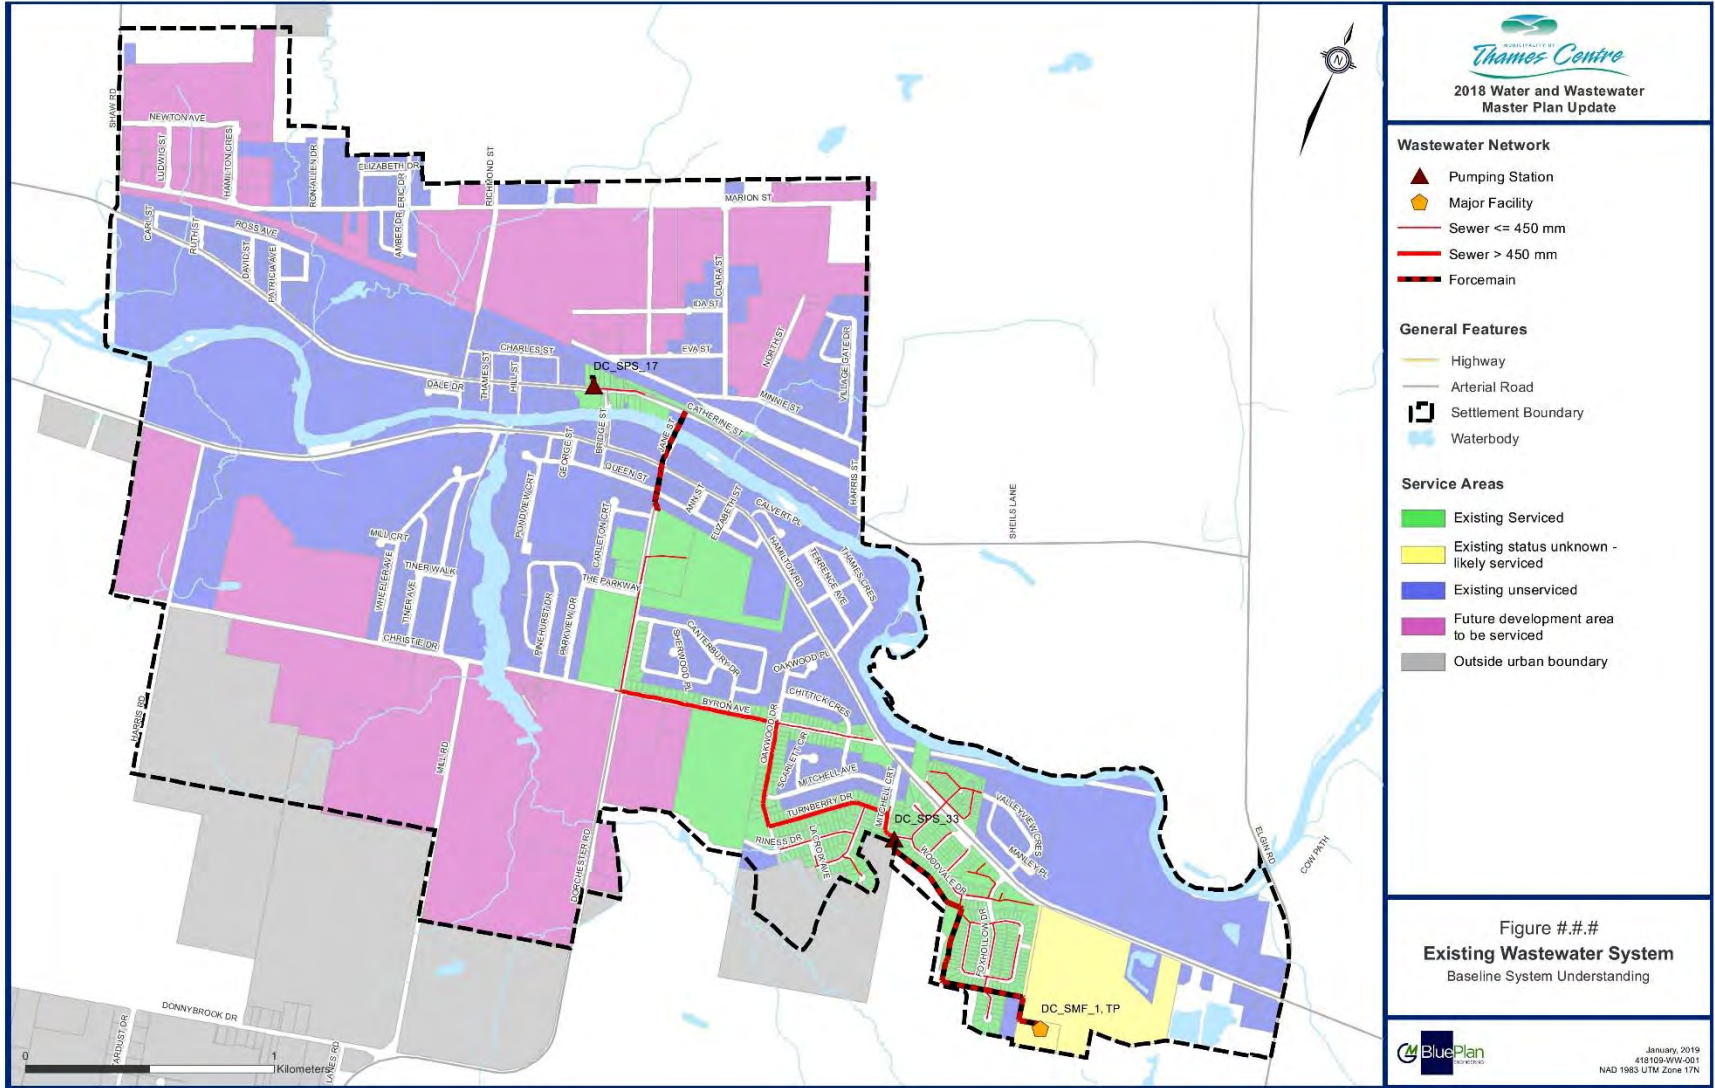 SHAW RD
NEWTON AVE
LUDWIG ST
HAMILTON CRES
RON ALLEN DR
ELIZABETH DR
ERIC DR
AMBER DR
RICHMOND ST
MARION ST
CARL ST
RUTH ST
ROSS AVE
DAVID ST
PATRICIA AVE
CLARA ST
IDA ST
EVA ST
NORTH ST
VILLAGE GATE DR
MINNIE ST
CHARLES ST
THAMES ST
HILL ST
DALE DR
DC_SPS_17
CATHERINE ST
JANE ST
BRIDGE ST
GEORGE ST
QUEEN ST
HARRIS ST
PONDVIEW CRT
CARLETON CRT
ANN ST
ELIZABETH ST
CALVERT PL
SHEILS LANE
MILL CRT
WHEELER AVE
TINER WALK
TINER AVE
THE PARKWAY
PINEHURST DR
PARKVIEW DR
HAMILTON RD
TERRENCE AVE
THAMES CRES
CHRISTIE DR
SHERWOOD PL
CANTERBURY DR
OAKWOOD PL
CHITTICK CRES
BYRON AVE
OAKWOOD DR
SCARLETT CIR
MITCHELL AVE
MITCHELL CRT
TURNBERRY DR
RINESS DR
LACROIX AVE
HARRIS RD
MILL RD
DORCHESTER RD
DC_SPS_33
WOODVALE DR
VALLEYVIEW CRES
MANLEY PL
FOXHOLLOW DR
DC_SMF_1, TP
ELGIN RD
COW PATH
DONNYBROOK DR
0
1
Kilometers
MUNICIPALITY OF
Thames Centre
2018 Water and Wastewater
Master Plan Update
Wastewater Network
Pumping Station
Major Facility
Sewer <= 450 mm
Sewer > 450 mm
Forcemain
General Features
Highway
Arterial Road
Settlement Boundary
Waterbody
Service Areas
Existing Serviced
Existing status unknown -
likely serviced
Existing unserviced
Future development area
to be serviced
Outside urban boundary
Figure #.#.#
Existing Wastewater System
Baseline System Understanding
GM BluePlan
ENGINEERING
January, 2019
418109-WW-001
NAD 1983 UTM Zone 17N
N